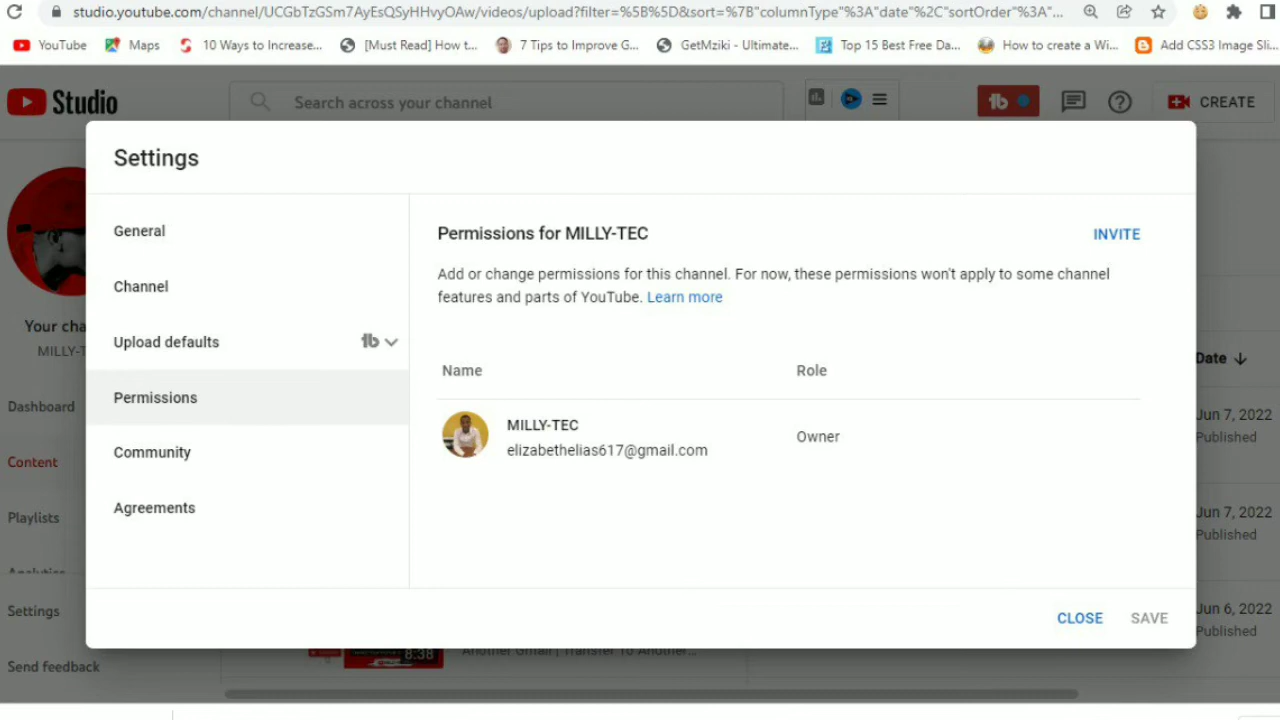 studio.youtube.com/channel/UCGbTzGSm7AyEsQSyHHvyOAw/videos/upload?filter=%5B%5D&sort=%7B"columnType"%3A"date"%2C"sortOrder"%3A"...
YouTube Maps 10 Ways to Increase... [Must Read] How t... 7 Tips to Improve G... GetMziki - Ultimate... Top 15 Best Free Da... How to create a Wi... Add CSS3 Image Sli...
Studio Search across your channel CREATE
Settings
General
Channel
Upload defaults
Permissions
Community
Agreements
Permissions for MILLY-TEC INVITE
Add or change permissions for this channel. For now, these permissions won't apply to some channel
features and parts of YouTube. Learn more
Name Role
MILLY-TEC
elizabethelias617@gmail.com
Owner
CLOSE SAVE
Your cha
MILLY-T
Dashboard
Content
Playlists
Analytics
Settings
Send feedback
Date
Jun 7, 2022
Published
Jun 7, 2022
Published
Jun 6, 2022
Published
8:38
Another Gmail | Transfer To Another...